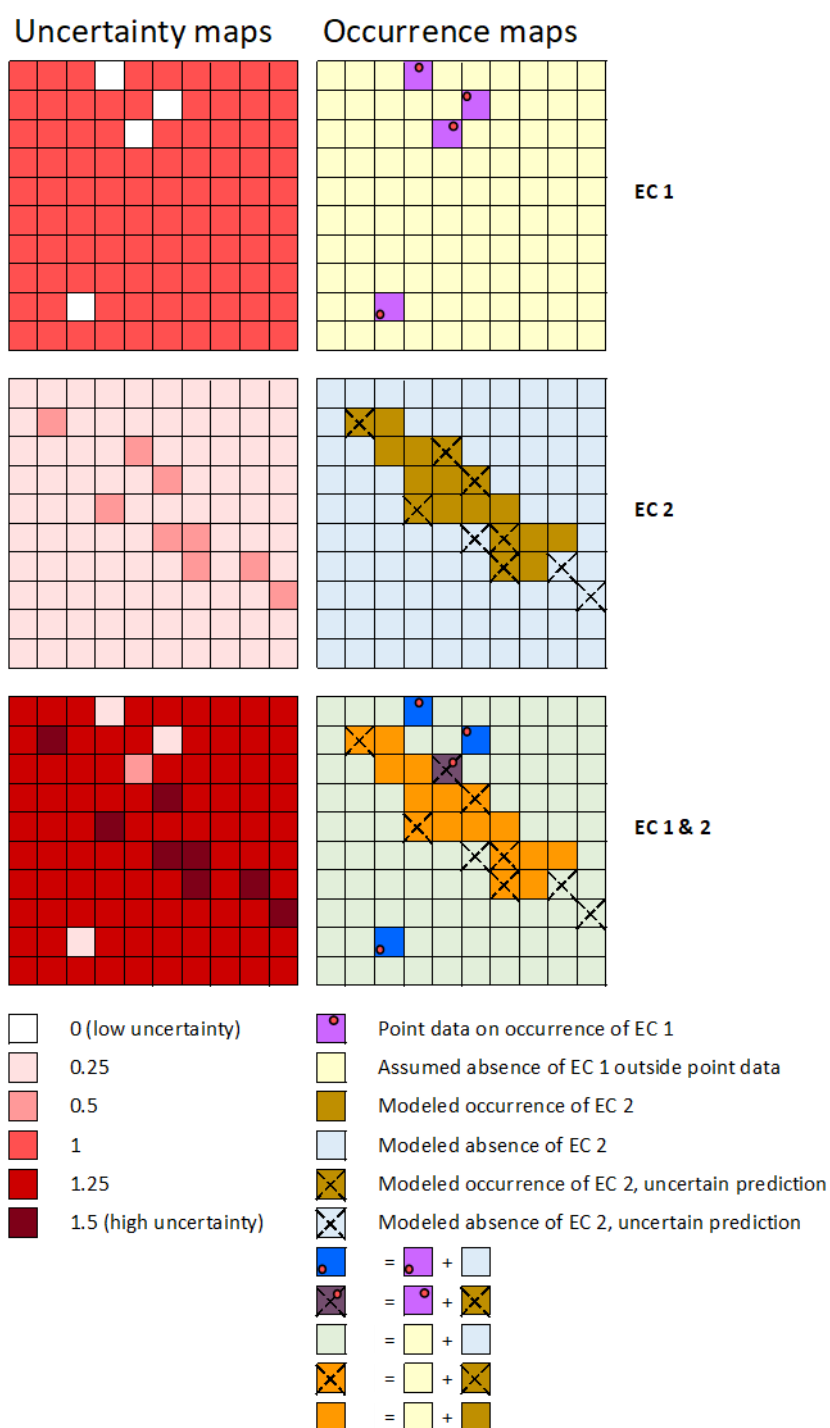 Uncertainty maps
Occurrence maps
EC 1
EC 2
EC 1 & 2
0 (low uncertainty)
0.25
0.5
1
1.25
1.5 (high uncertainty)
Point data on occurrence of EC 1
Assumed absence of EC 1 outside point data
Modeled occurrence of EC 2
Modeled absence of EC 2
Modeled occurrence of EC 2, uncertain prediction
Modeled absence of EC 2, uncertain prediction
= +
= +
= +
= +
= +